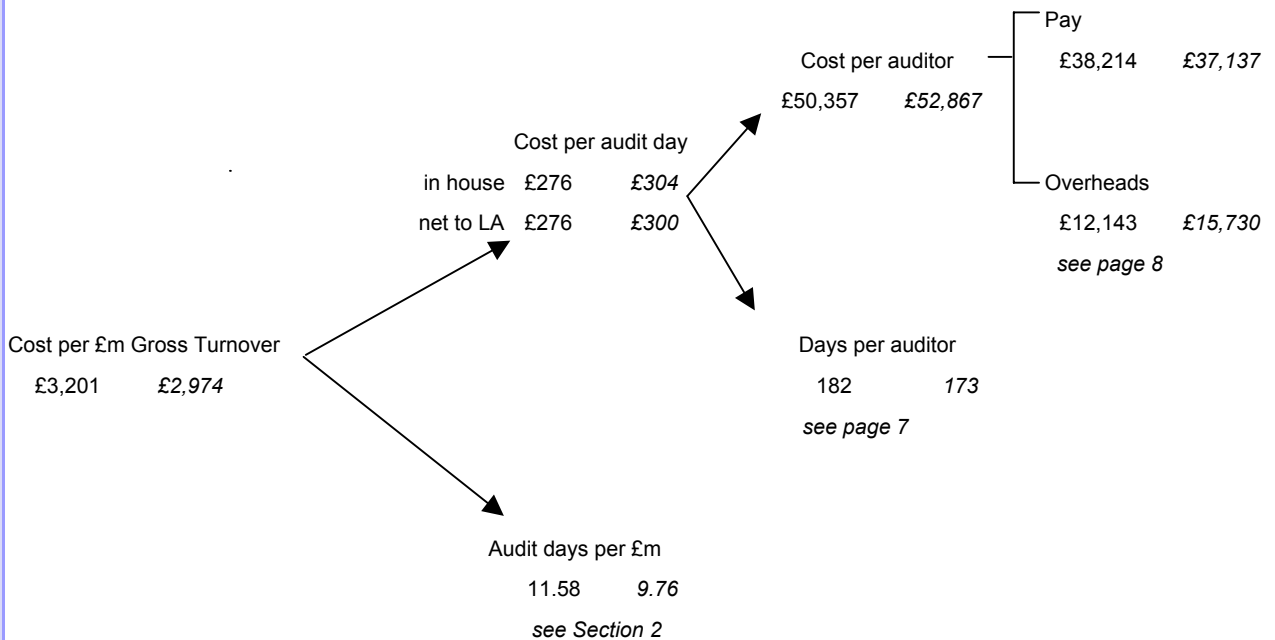 Pay
£38,214 £37,137
Cost per auditor
£50,357 £52,867
Overheads
£12,143 £15,730
see page 8
Cost per audit day
in house £276 £304
net to LA £276 £300
Days per auditor
182 173
see page 7
Cost per £m Gross Turnover
£3,201 £2,974
Audit days per £m
11.58 9.76
see Section 2